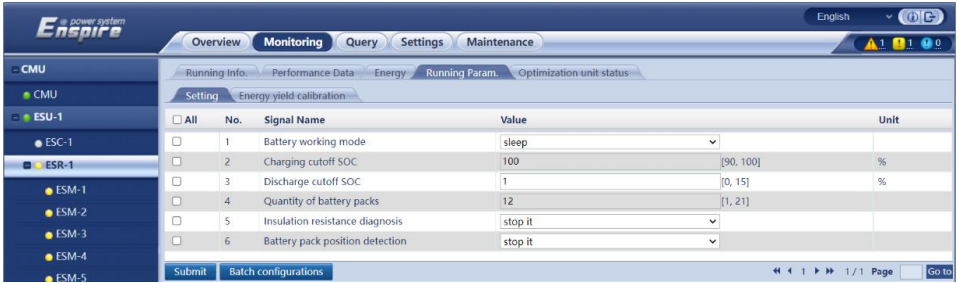 e power system
Enspire
English
Overview Monitoring Query Settings Maintenance
1 1 0
CMU
CMU
ESU-1
ESC-1
ESR-1
ESM-1
ESM-2
ESM-3
ESM-4
ESM-5
Running Info. Performance Data Energy Running Param. Optimization unit status
Setting Energy yield calibration
All No. Signal Name Value Unit
1 Battery working mode sleep
2 Charging cutoff SOC 100 [90, 100] %
3 Discharge cutoff SOC 1 [0, 15] %
4 Quantity of battery packs 12 [1, 21]
5 Insulation resistance diagnosis stop it
6 Battery pack position detection stop it
Submit Batch configurations 1 1/1 Page Go to